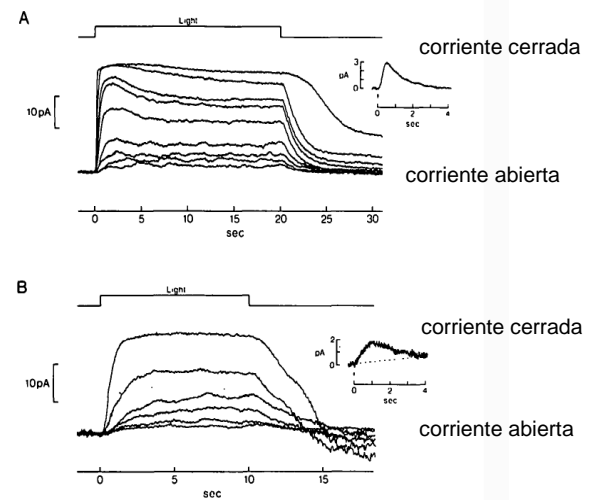 A
Light
corriente cerrada
3
pA
0
0 2 4
sec
10pA
corriente abierta
0 5 10 15 20 25 30
sec
B
Light
corriente cerrada
2
pA
0
0 2 4
sec
10pA
corriente abierta
0 5 10 15
sec